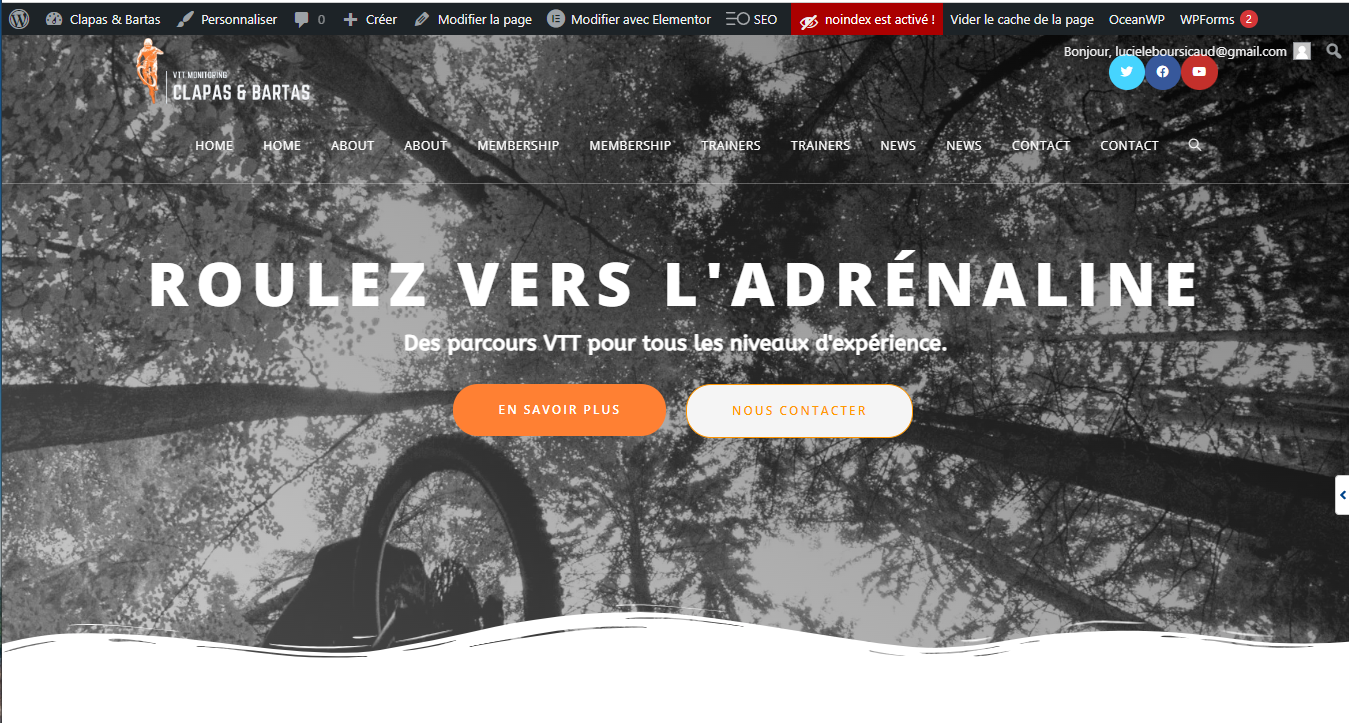 Clapas & Bartas Personnaliser 0 Créer Modifier la page Modifier avec Elementor SEO noindex est activé ! Vider le cache de la page OceanWP WPForms 2
Bonjour, lucieleboursicaud@gmail.com
VTT MONITORING
CLAPAS & BARTAS
HOME HOME ABOUT ABOUT MEMBERSHIP MEMBERSHIP TRAINERS TRAINERS NEWS NEWS CONTACT CONTACT
ROULEZ VERS L'ADRÉNALINE
Des parcours VTT pour tous les niveaux d'expérience.
EN SAVOIR PLUS NOUS CONTACTER